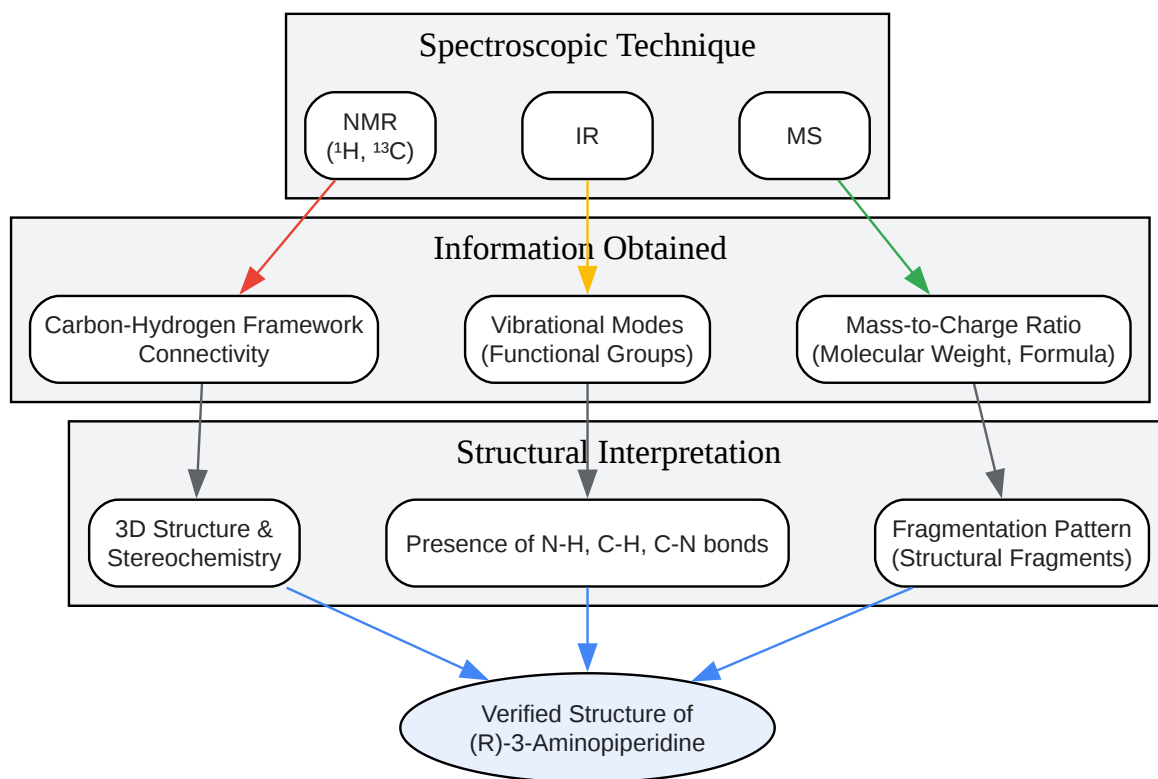 Spectroscopic Technique
NMR
(¹H, ¹³C)
IR
MS
Information Obtained
Carbon-Hydrogen Framework
Connectivity
Vibrational Modes
(Functional Groups)
Mass-to-Charge Ratio
(Molecular Weight, Formula)
Structural Interpretation
3D Structure &
Stereochemistry
Presence of N-H, C-H, C-N bonds
Fragmentation Pattern
(Structural Fragments)
Verified Structure of
(R)-3-Aminopiperidine